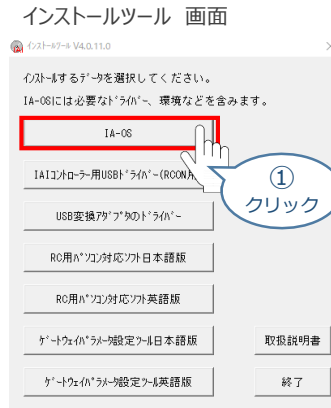 インストールツール 画面
インストールツール V4.0.11.0
インストールするデータを選択してください。
IA-OSには必要なドライバー、環境などを含みます。
IA-OS
IAIコントローラー用USBドライバー(RCON用
①
クリック
USB変換アダプタのドライバー
RC用パソコン対応ソフト日本語版
RC用パソコン対応ソフト英語版
ゲートウェイパラメータ設定ツール日本語版
取扱説明書
ゲートウェイパラメータ設定ツール英語版
終了